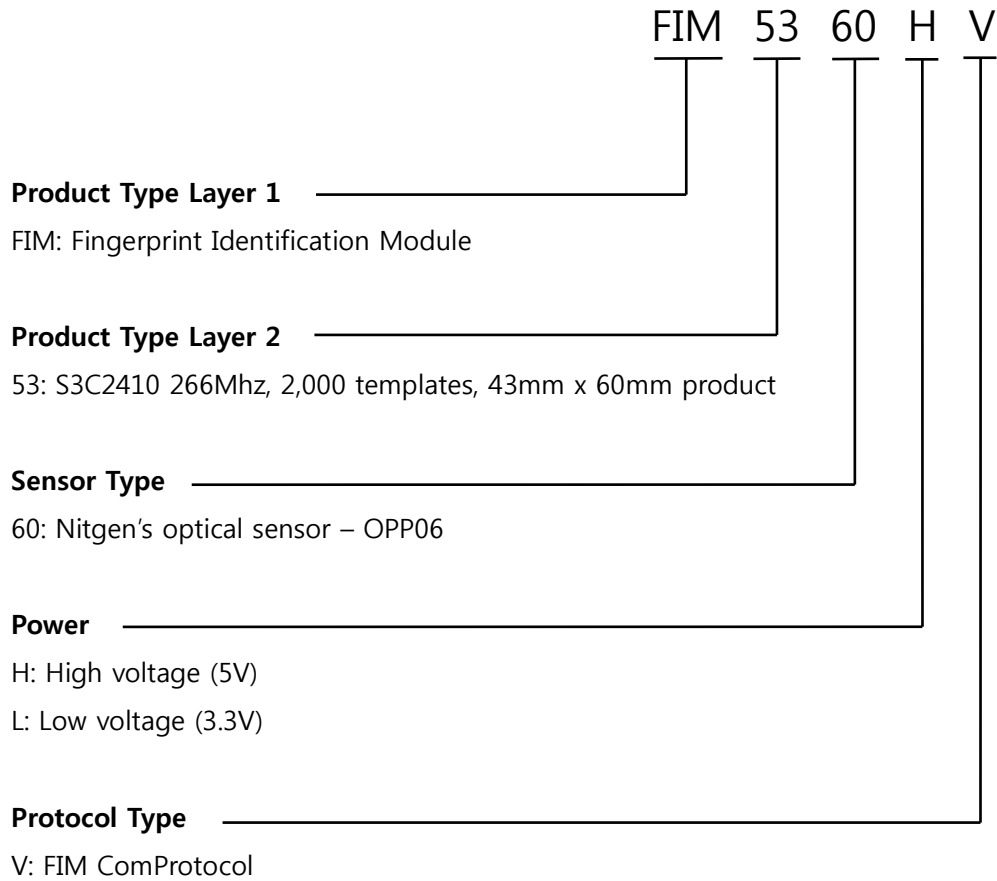 FIM 53 60 H V
Product Type Layer 1
FIM: Fingerprint Identification Module
Product Type Layer 2
53: S3C2410 266Mhz, 2,000 templates, 43mm x 60mm product
Sensor Type
60: Nitgen’s optical sensor – OPP06
Power
H: High voltage (5V)
L: Low voltage (3.3V)
Protocol Type
V: FIM ComProtocol